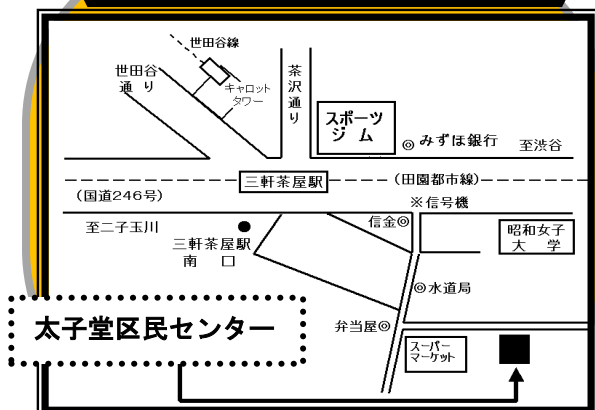 世田谷線
世田谷
通り
キャロット
タワー
茶沢通り
スポーツ
ジム
◎みずほ銀行
至渋谷
三軒茶屋駅
(田園都市線)
(国道246号)
※信号機
至二子玉川
信金◎
昭和女子
大学
三軒茶屋駅
南口
◎水道局
太子堂区民センター
弁当屋◎
スーパー
マーケット